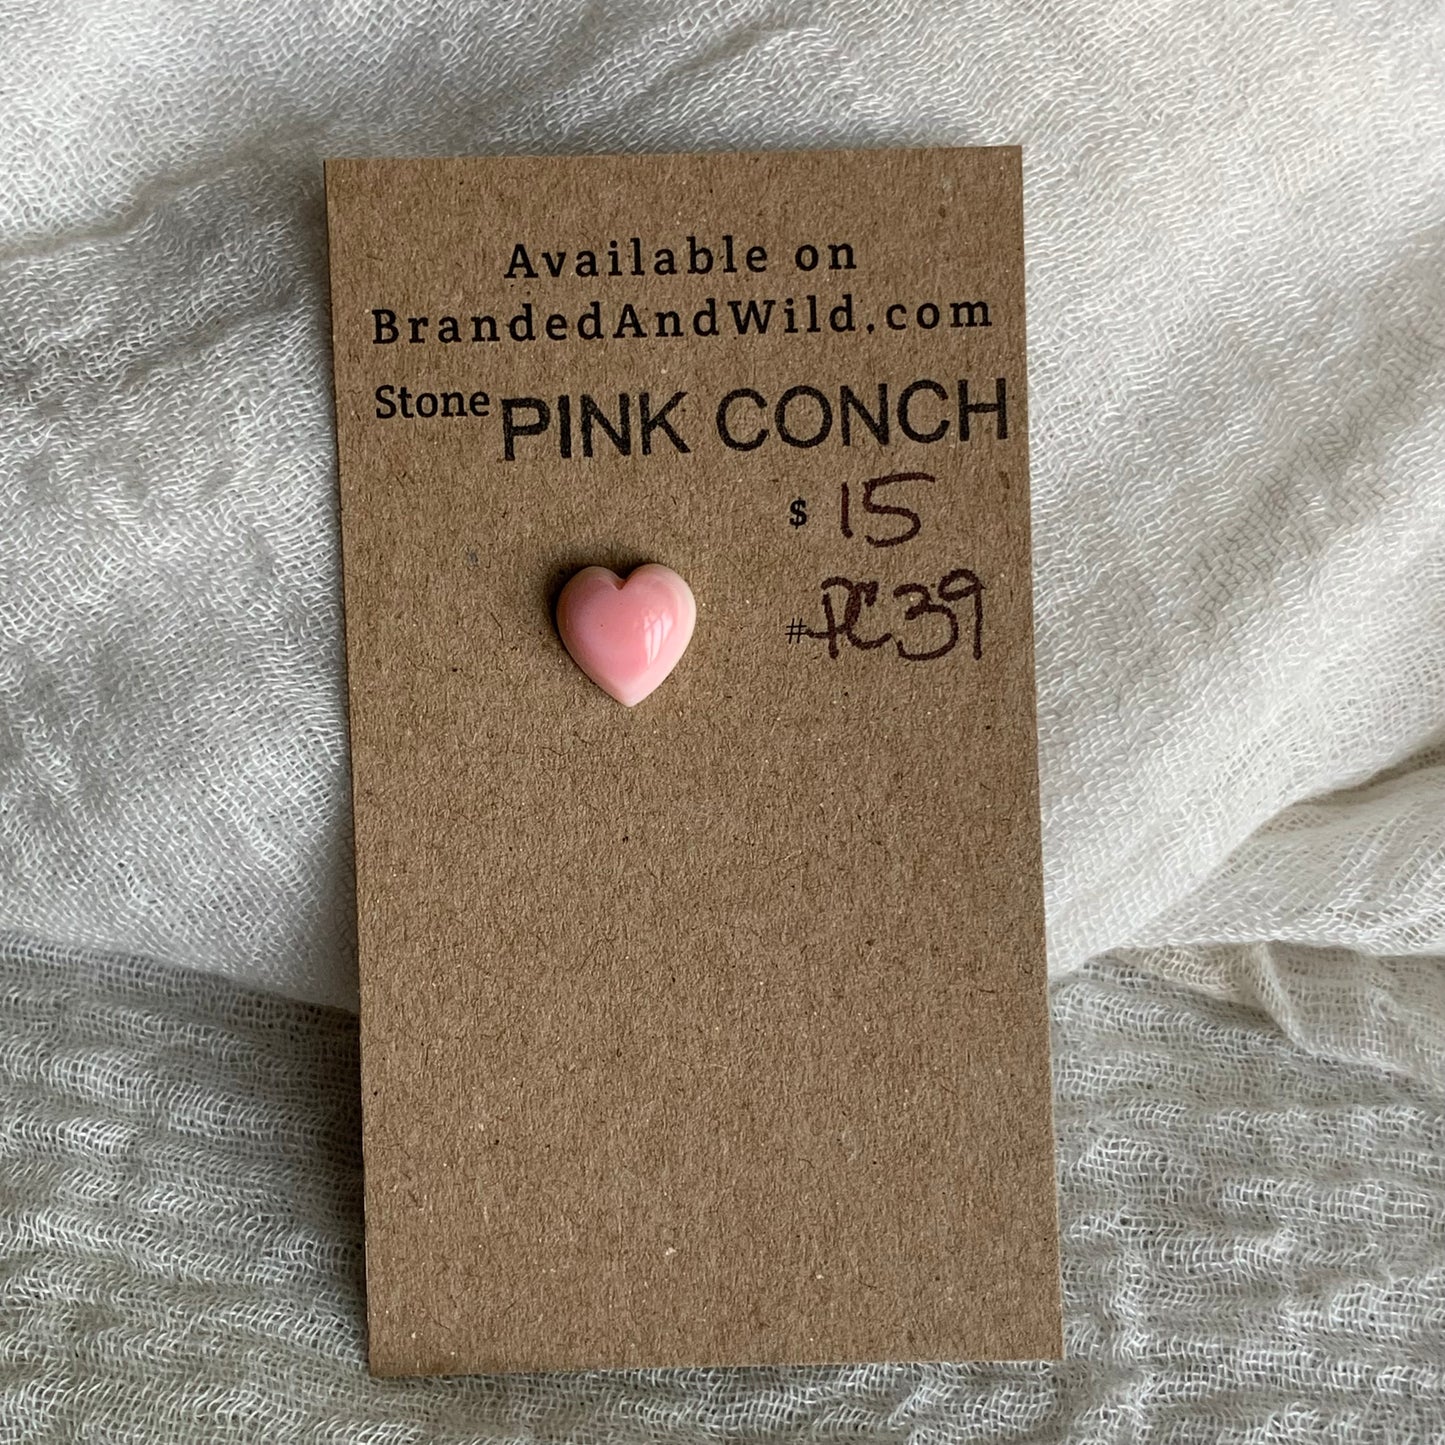 Available on
BrandedAndWild.com
Stone PINK CONCH
$ 15
#PC39